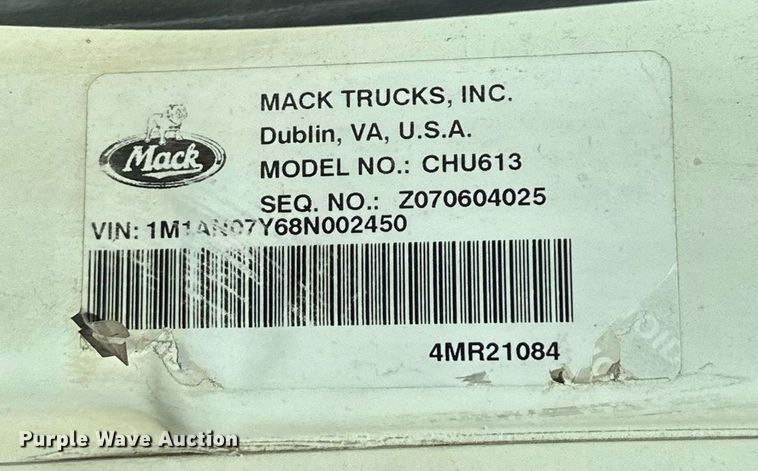 MACK TRUCKS, INC.
Dublin, VA, U.S.A.
Mack
MODEL NO.: CHU613
SEQ. NO.: Z070604025
VIN: 1M1AN07Y68N002450
4MR21084
Purple Wave Auction